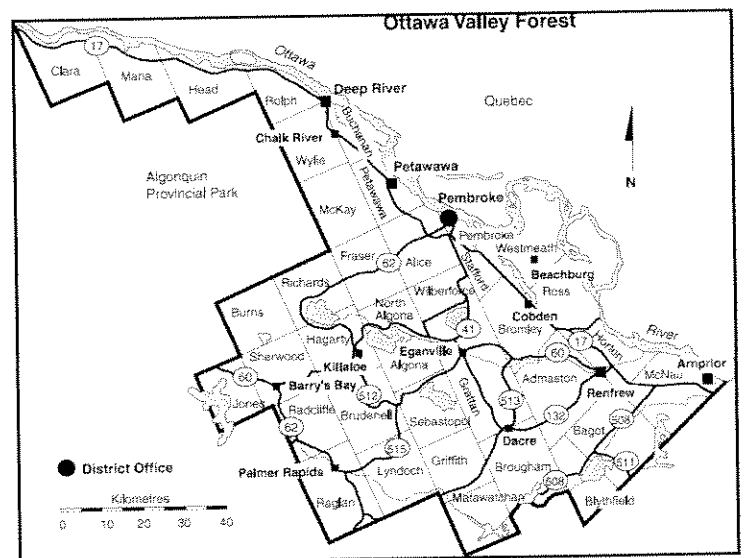 Ottawa Valley Forest
17
Clara
Maria
Head
Ottawa
Rolph
Deep River
Buchanan
Quebec
Chalk River
Wylie
Petawawa
Algonquin
Provincial Park
Petawawa
N
McKay
Pembroke
Pembroke
Westmeath
Fraser
62
Alice
Stafford
Beachburg
Ross
Richards
Wilberforce
Burns
North
Algona
Cobden
41
Bromley
17
Horton
River
Hagarty
Sherwood
Killaloe
Eganville
60
Arnprior
60
Algona
Admaston
McNab
Barry's Bay
Renfrew
Jones
Radcliffe
512
Grattan
513
132
62
Brudenell
Sebastopol
Bagot
508
515
Dacre
District Office
Palmer Rapids
Griffith
Brougham
511
Lyndoch
508
Kilometres
Raglan
Matawatchan
Blythfield
0 10 20 30 40